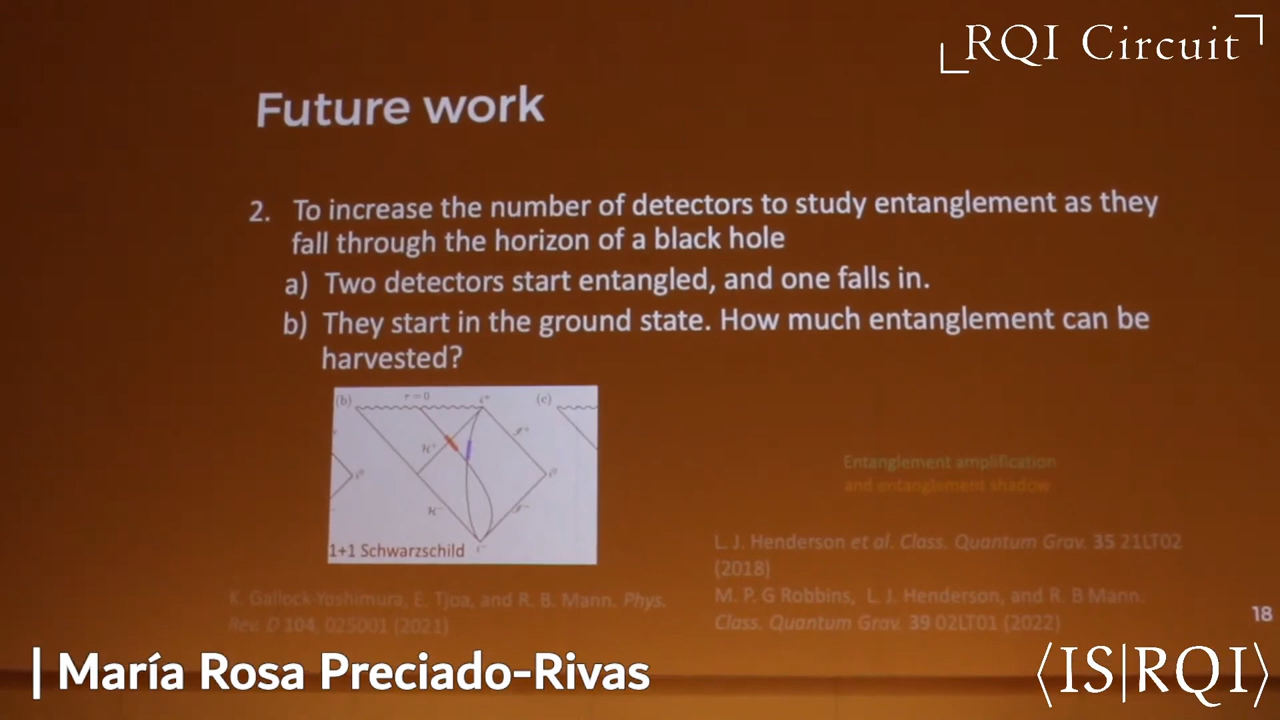 RQI Circuit
Future work
2. To increase the number of detectors to study entanglement as they
fall through the horizon of a black hole
a) Two detectors start entangled, and one falls in.
b) They start in the ground state. How much entanglement can be
harvested?
(b)
r = 0
i⁺
(c)
H⁺
𝓘⁺
i⁰
i⁰
H⁻
𝓘⁻
i⁻
1+1 Schwarzschild
Entanglement amplification
and entanglement shadow
L. J. Henderson et al. Class. Quantum Grav. 35 21LT02
(2018)
K. Gallock-Yoshimura, E. Tjoa, and R. B. Mann. Phys.
Rev. D 104, 025001 (2021)
M. P. G Robbins, L. J. Henderson, and R. B Mann.
Class. Quantum Grav. 39 02LT01 (2022)
18
| María Rosa Preciado-Rivas
⟨IS|RQI⟩